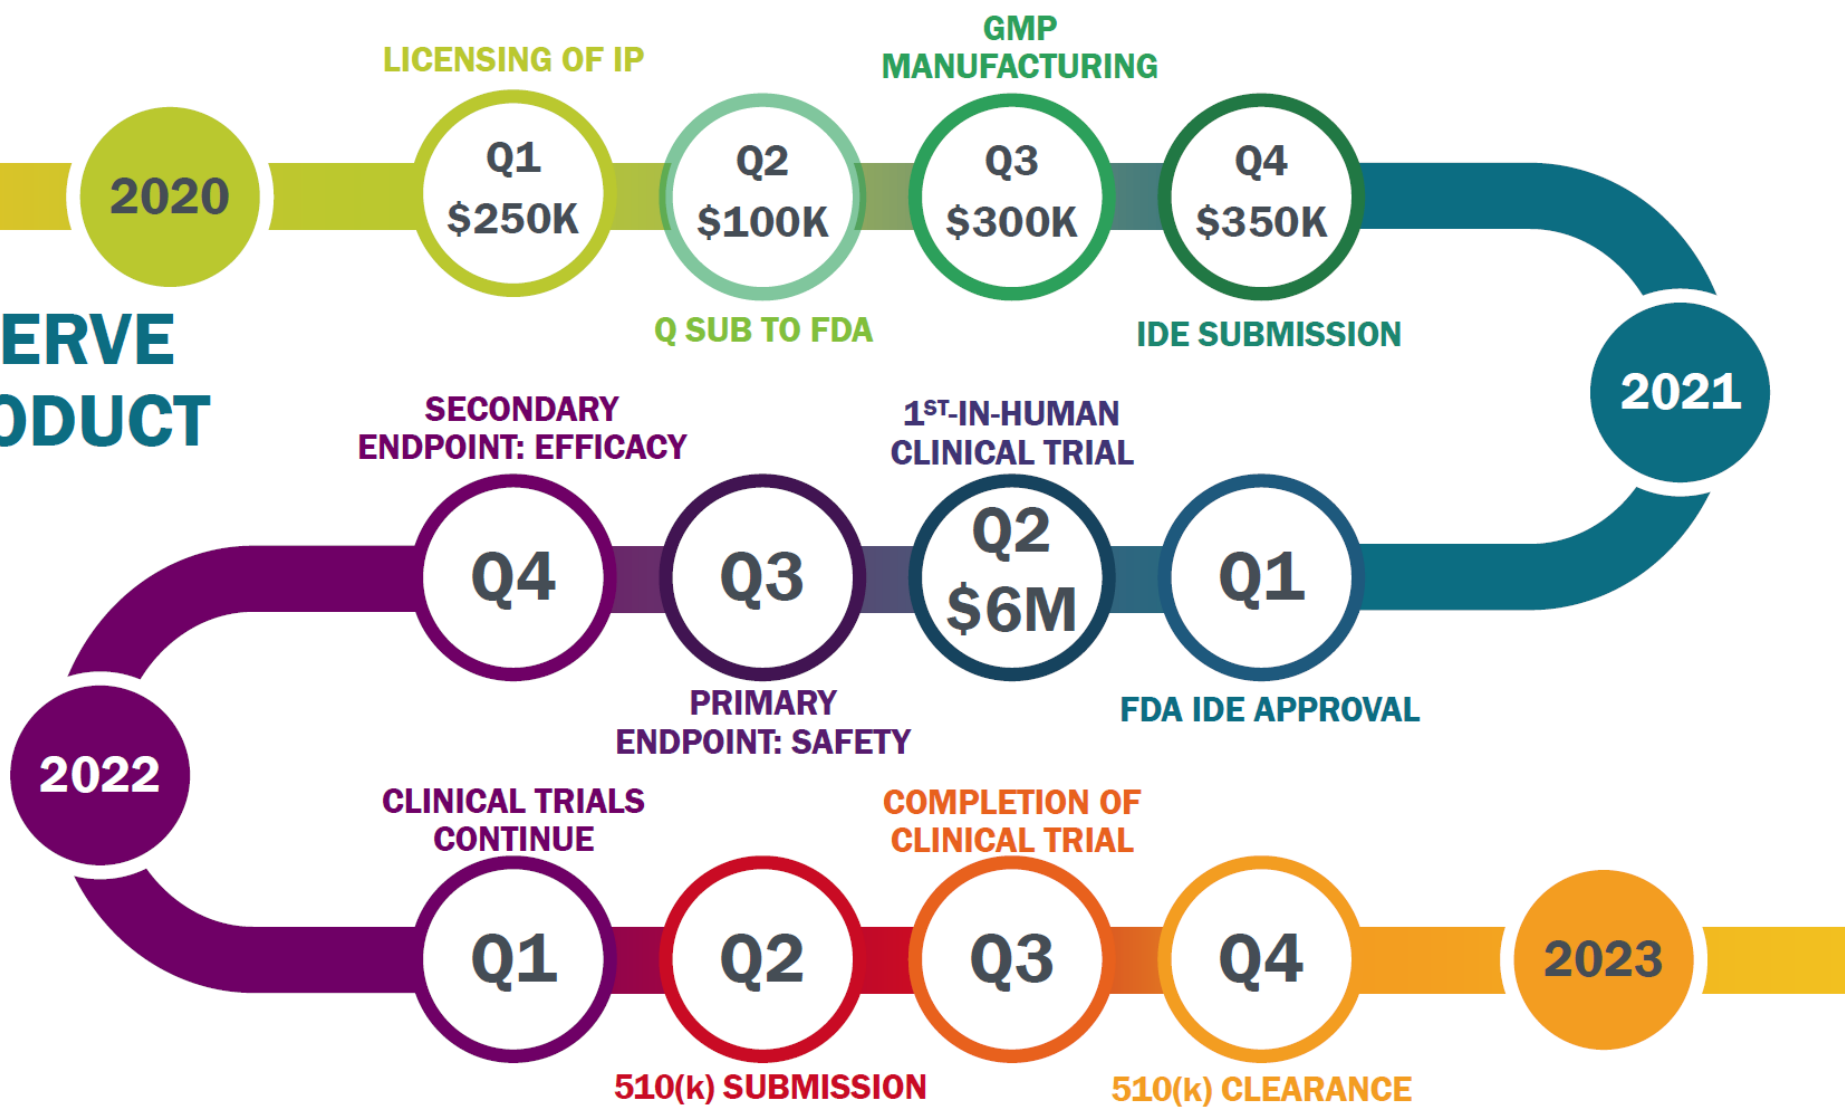 LICENSING OF IP
GMP
MANUFACTURING
2020
Q1
$250K
Q2
$100K
Q3
$300K
Q4
$350K
Q SUB TO FDA
IDE SUBMISSION
ERVE
ODUCT
2021
SECONDARY
ENDPOINT: EFFICACY
1ST-IN-HUMAN
CLINICAL TRIAL
Q4
Q3
Q2
$6M
Q1
PRIMARY
ENDPOINT: SAFETY
FDA IDE APPROVAL
2022
CLINICAL TRIALS
CONTINUE
COMPLETION OF
CLINICAL TRIAL
Q1
Q2
Q3
Q4
2023
510(k) SUBMISSION
510(k) CLEARANCE